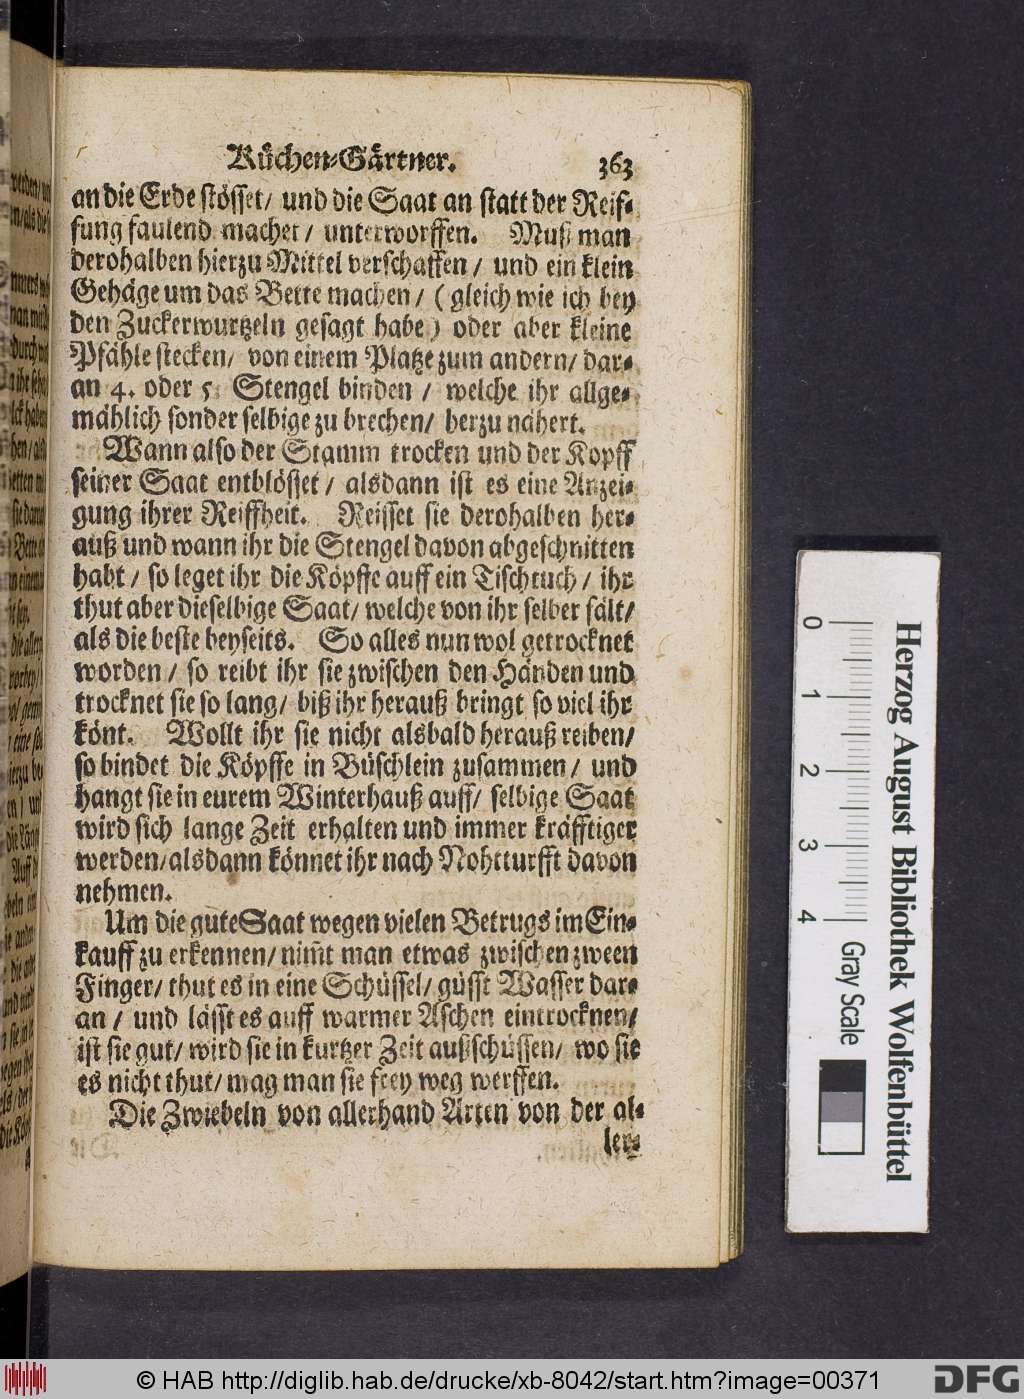 Küchen-Gärtner. 363
an die Erde stösset/ und die Saat an statt der Reif-
fung faulend machet/ unterworffen. Muß man
derohalben hierzu Mittel verschaffen/ und ein klein
Gehäge um das Bette machen/ (gleich wie ich bey
den Zuckerwurtzeln gesagt habe) oder aber kleine
Pfähle stecken/ von einem Platze zum andern/ dar-
an 4. oder 5 Stengel binden / welche ihr allge-
mählich sonder selbige zu brechen/ herzu nähert.
Wann also der Stamm trocken und der Kopff
seiner Saat entblösset/ alsdann ist es eine Anzei-
gung ihrer Reiffheit. Reisset sie derohalben her-
auß und wann ihr die Stengel davon abgeschnitten
habt / so leget ihr die Köpffe auff ein Tischtuch/ ihr
thut aber dieselbige Saat/ welche von ihr selber fält/
als die beste beyseits. So alles nun wol getrocknet
worden / so reibt ihr sie zwischen den Händen und
trocknet sie so lang/ biß ihr herauß bringt so viel ihr
könt. Wollt ihr sie nicht alsbald herauß reiben/
so bindet die Köpffe in Büschlein zusammen/ und
hangt sie in eurem Winterhauß auff/ selbige Saat
wird sich lange Zeit erhalten und immer kräfftiger
werden/alsdann könnet ihr nach Nohtturfft davon
nehmen.
Um die gute Saat wegen vielen Betrugs im Ein-
kauff zu erkennen/ nim̃t man etwas zwischen zween
Finger/ thut es in eine Schüssel/ güsst Wasser dar-
an / und lässt es auff warmer Aschen eintrocknen/
ist sie gut/ wird sie in kurtzer Zeit außschüssen/ wo sie
es nicht thut/ mag man sie frey weg werffen.
Die Zwiebeln von allerhand Arten von der al-
ler-
0 1 2 3 4
Gray Scale
Herzog August Bibliothek Wolfenbüttel
© HAB http://diglib.hab.de/drucke/xb-8042/start.htm?image=00371
DFG